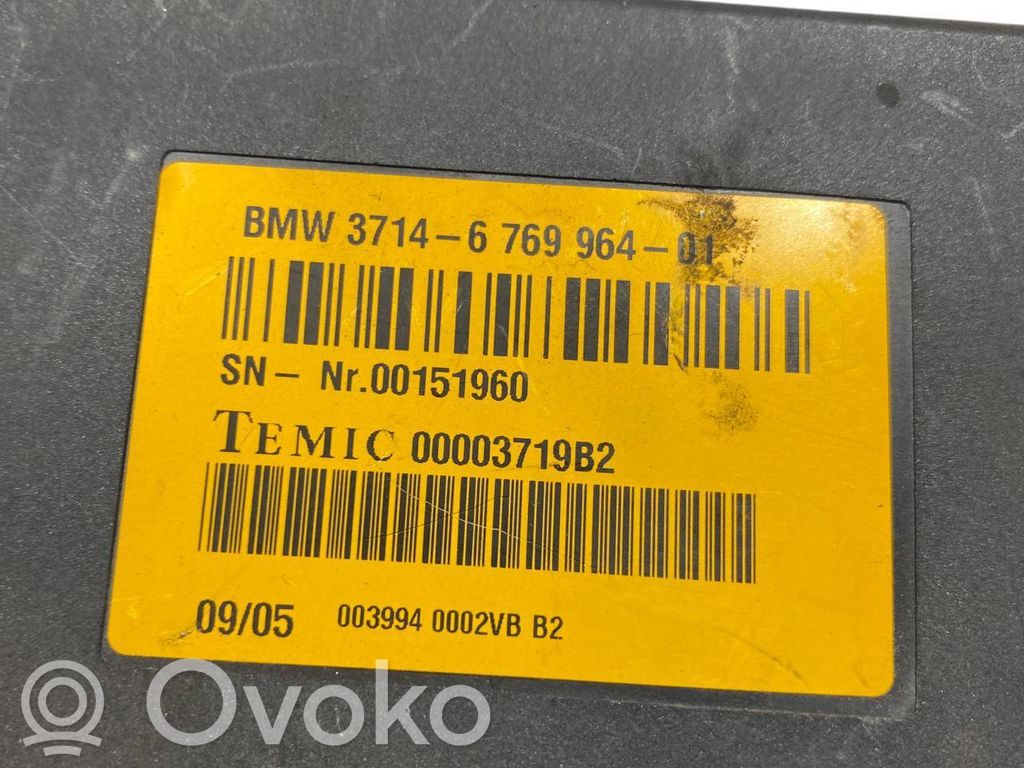 BMW 3714-6 769 964-01
SN- Nr.00151960
TEMIC 00003719B2
09/05 003994 0002VB B2
Ovoko